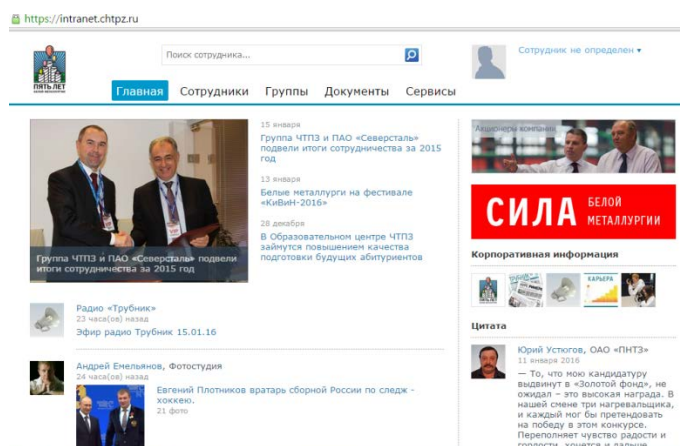 https://intranet.chtpz.ru
Поиск сотрудника...
Сотрудник не определен
ПЯТЬ ЛЕТ
Главная Сотрудники Группы Документы Сервисы
15 января
Группа ЧТПЗ и ПАО «Северсталь»
подвели итоги сотрудничества за 2015
год
13 января
Белые металлурги на фестивале
«КиВиН-2016»
28 декабря
В Образовательном центре ЧТПЗ
займутся повышением качества
подготовки будущих абитуриентов
Группа ЧТПЗ и ПАО «Северсталь» подвели
итоги сотрудничества за 2015 год
Акционеры компании
СИЛА БЕЛОЙ
МЕТАЛЛУРГИИ
Корпоративная информация
КАРЬЕРА
Радио «Трубник»
23 часа(ов) назад
Эфир радио Трубник 15.01.16
Андрей Емельянов, Фотостудия
24 часа(ов) назад
Евгений Плотников вратарь сборной России по следж -
хоккею.
21 фото
Цитата
Юрий Устюгов, ОАО «ПНТЗ»
11 января 2016
— То, что мою кандидатуру
выдвинут в «Золотой фонд», не
ожидал – это высокая награда. В
нашей смене три нагревальщика,
и каждый мог бы претендовать
на победу в этом конкурсе.
Переполняет чувство радости и
гордости, хочется и дальше